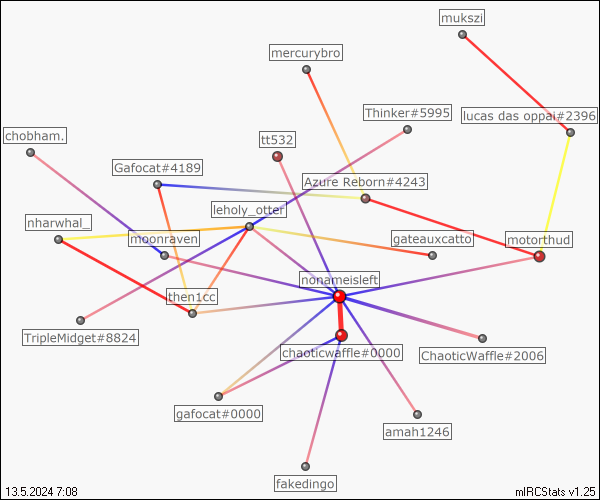 mukszi
mercurybro
Thinker#5995
lucas das oppai#2396
chobham.
tt532
Gafocat#4189
Azure Reborn#4243
leholy_otter
nharwhal_
moonraven
gateauxcatto
motorthud
nonameisleft
then1cc
TripleMidget#8824
chaoticwaffle#0000
ChaoticWaffle#2006
gafocat#0000
amah1246
fakedingo
13.5.2024 7:08
mIRCStats v1.25